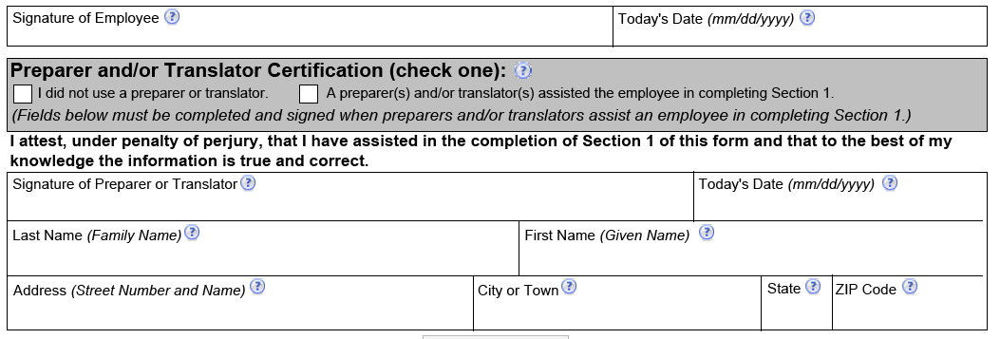 Signature of Employee ? Today's Date (mm/dd/yyyy) ?
Preparer and/or Translator Certification (check one): ?
I did not use a preparer or translator. A preparer(s) and/or translator(s) assisted the employee in completing Section 1.
(Fields below must be completed and signed when preparers and/or translators assist an employee in completing Section 1.)
I attest, under penalty of perjury, that I have assisted in the completion of Section 1 of this form and that to the best of my
knowledge the information is true and correct.
Signature of Preparer or Translator ? Today's Date (mm/dd/yyyy) ?
Last Name (Family Name) ? First Name (Given Name) ?
Address (Street Number and Name) ? City or Town ? State ? ZIP Code ?